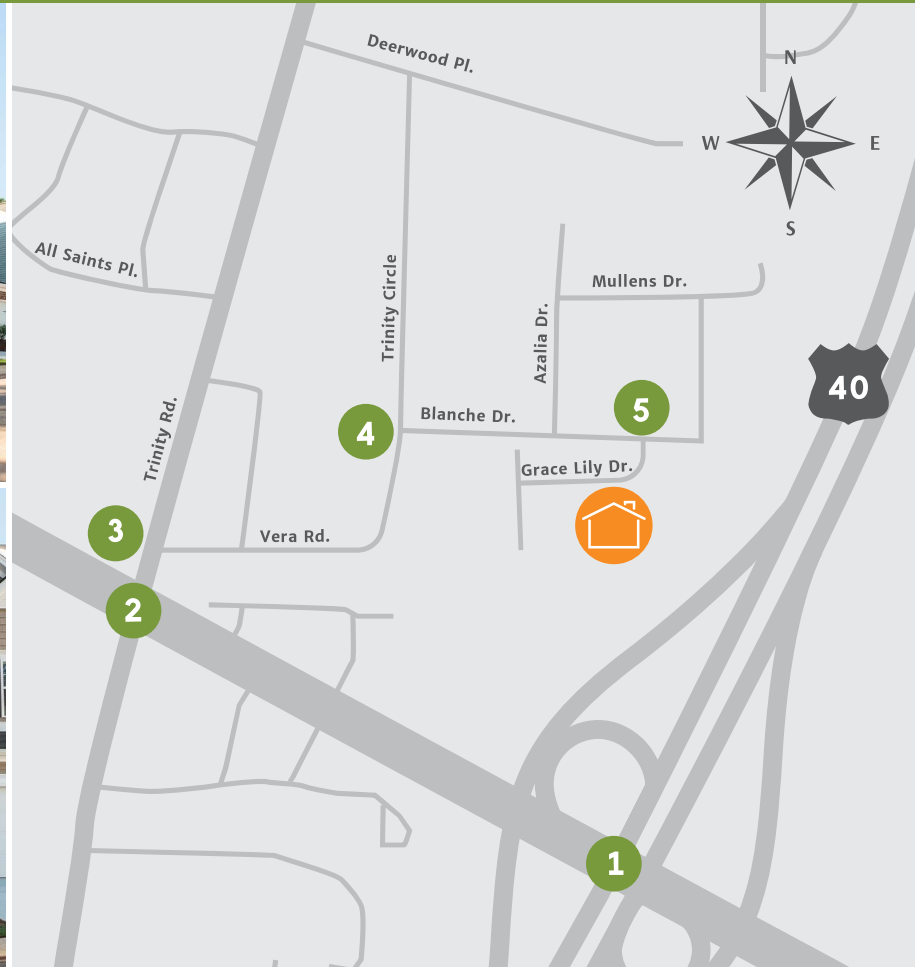 Deerwood Pl.
N
W
E
S
All Saints Pl.
Trinity Circle
Mullens Dr.
Azalia Dr.
40
5
Trinity Rd.
4
Blanche Dr.
Grace Lily Dr.
3
Vera Rd.
2
1